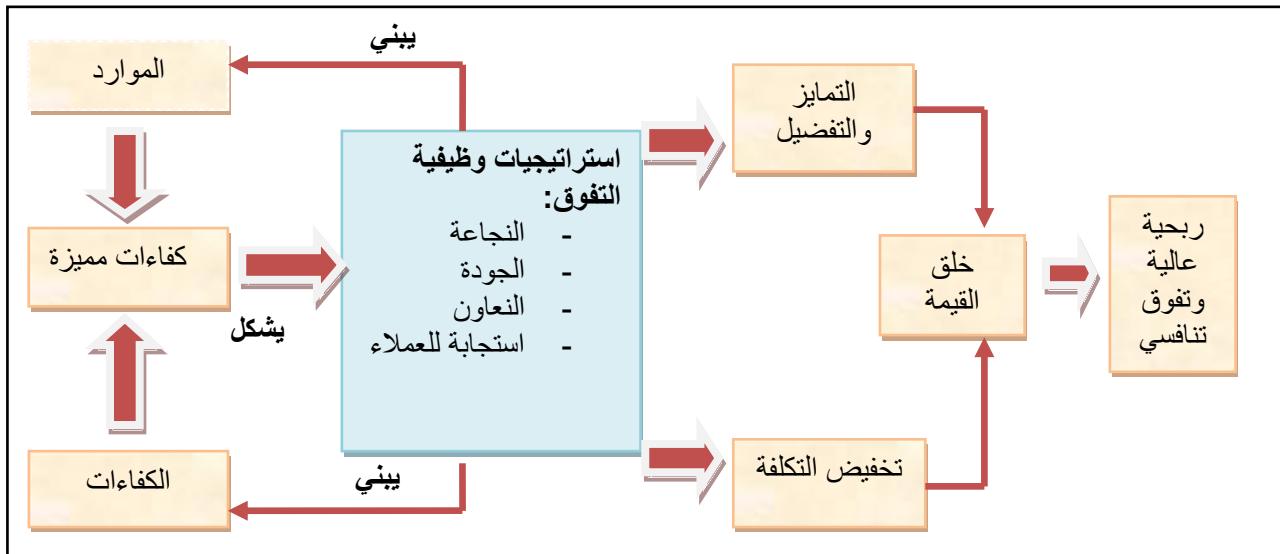 يبني
الموارد
التمايز
والتفضيل
استراتيجيات وظيفية
التفوق:
- النجاعة
- الجودة
- النعاون
- استجابة للعملاء
كفاءات مميزة
يشكل
خلق
القيمة
ربحية
عالية
وتفوق
تنافسي
الكفاءات
يبني
تخفيض التكلفة